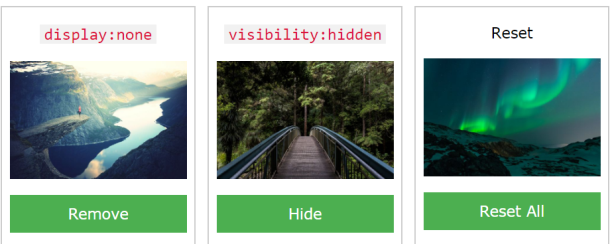 display:none
visibility:hidden
Reset
Remove
Hide
Reset All